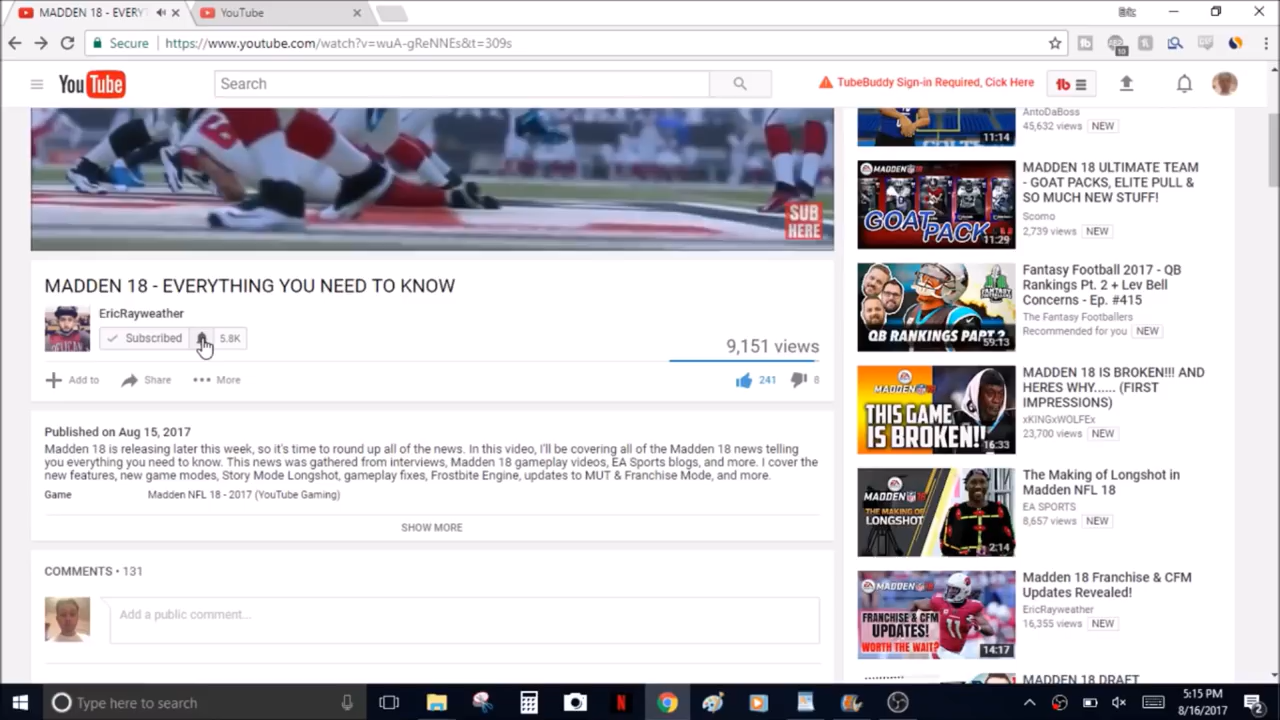 MADDEN 18 - EVERY
YouTube
Secure
https://www.youtube.com/watch?v=wuA-gReNNEs&t=309s
10
YouTube
Search
TubeBuddy Sign-in Required, Cick Here
tb
SUB
HERE
MADDEN 18 - EVERYTHING YOU NEED TO KNOW
EricRayweather
Subscribed
5.8K
9,151 views
Add to
Share
More
241
8
Published on Aug 15, 2017
Madden 18 is releasing later this week, so it's time to round up all of the news. In this video, I'll be covering all of the Madden 18 news telling
you everything you need to know. This news was gathered from interviews, Madden 18 gameplay videos, EA Sports blogs, and more. I cover the
new features, new game modes, Story Mode Longshot, gameplay fixes, Frostbite Engine, updates to MUT & Franchise Mode, and more.
Game
Madden NFL 18 - 2017 (YouTube Gaming)
SHOW MORE
COMMENTS • 131
Add a public comment...
11:14
AntoDaBoss
45,632 views NEW
MADDEN 18
GOAT PACK
11:29
MADDEN 18 ULTIMATE TEAM
- GOAT PACKS, ELITE PULL &
SO MUCH NEW STUFF!
Scomo
2,739 views NEW
QB RANKINGS PART 2
59:13
Fantasy Football 2017 - QB
Rankings Pt. 2 + Lev Bell
Concerns - Ep. #415
The Fantasy Footballers
Recommended for you NEW
MADDEN
THIS GAME
IS BROKEN!!
16:33
MADDEN 18 IS BROKEN!!! AND
HERES WHY...... (FIRST
IMPRESSIONS)
xKINGxWOLFEx
23,700 views NEW
MADDEN 18
THE MAKING OF
LONGSHOT
2:14
The Making of Longshot in
Madden NFL 18
EA SPORTS
8,657 views NEW
MADDEN 18
FRANCHISE & CFM
UPDATES!
WORTH THE WAIT?
14:17
Madden 18 Franchise & CFM
Updates Revealed!
EricRayweather
16,355 views NEW
MADDEN 18 DRAFT
Type here to search
5:15 PM
8/16/2017
2